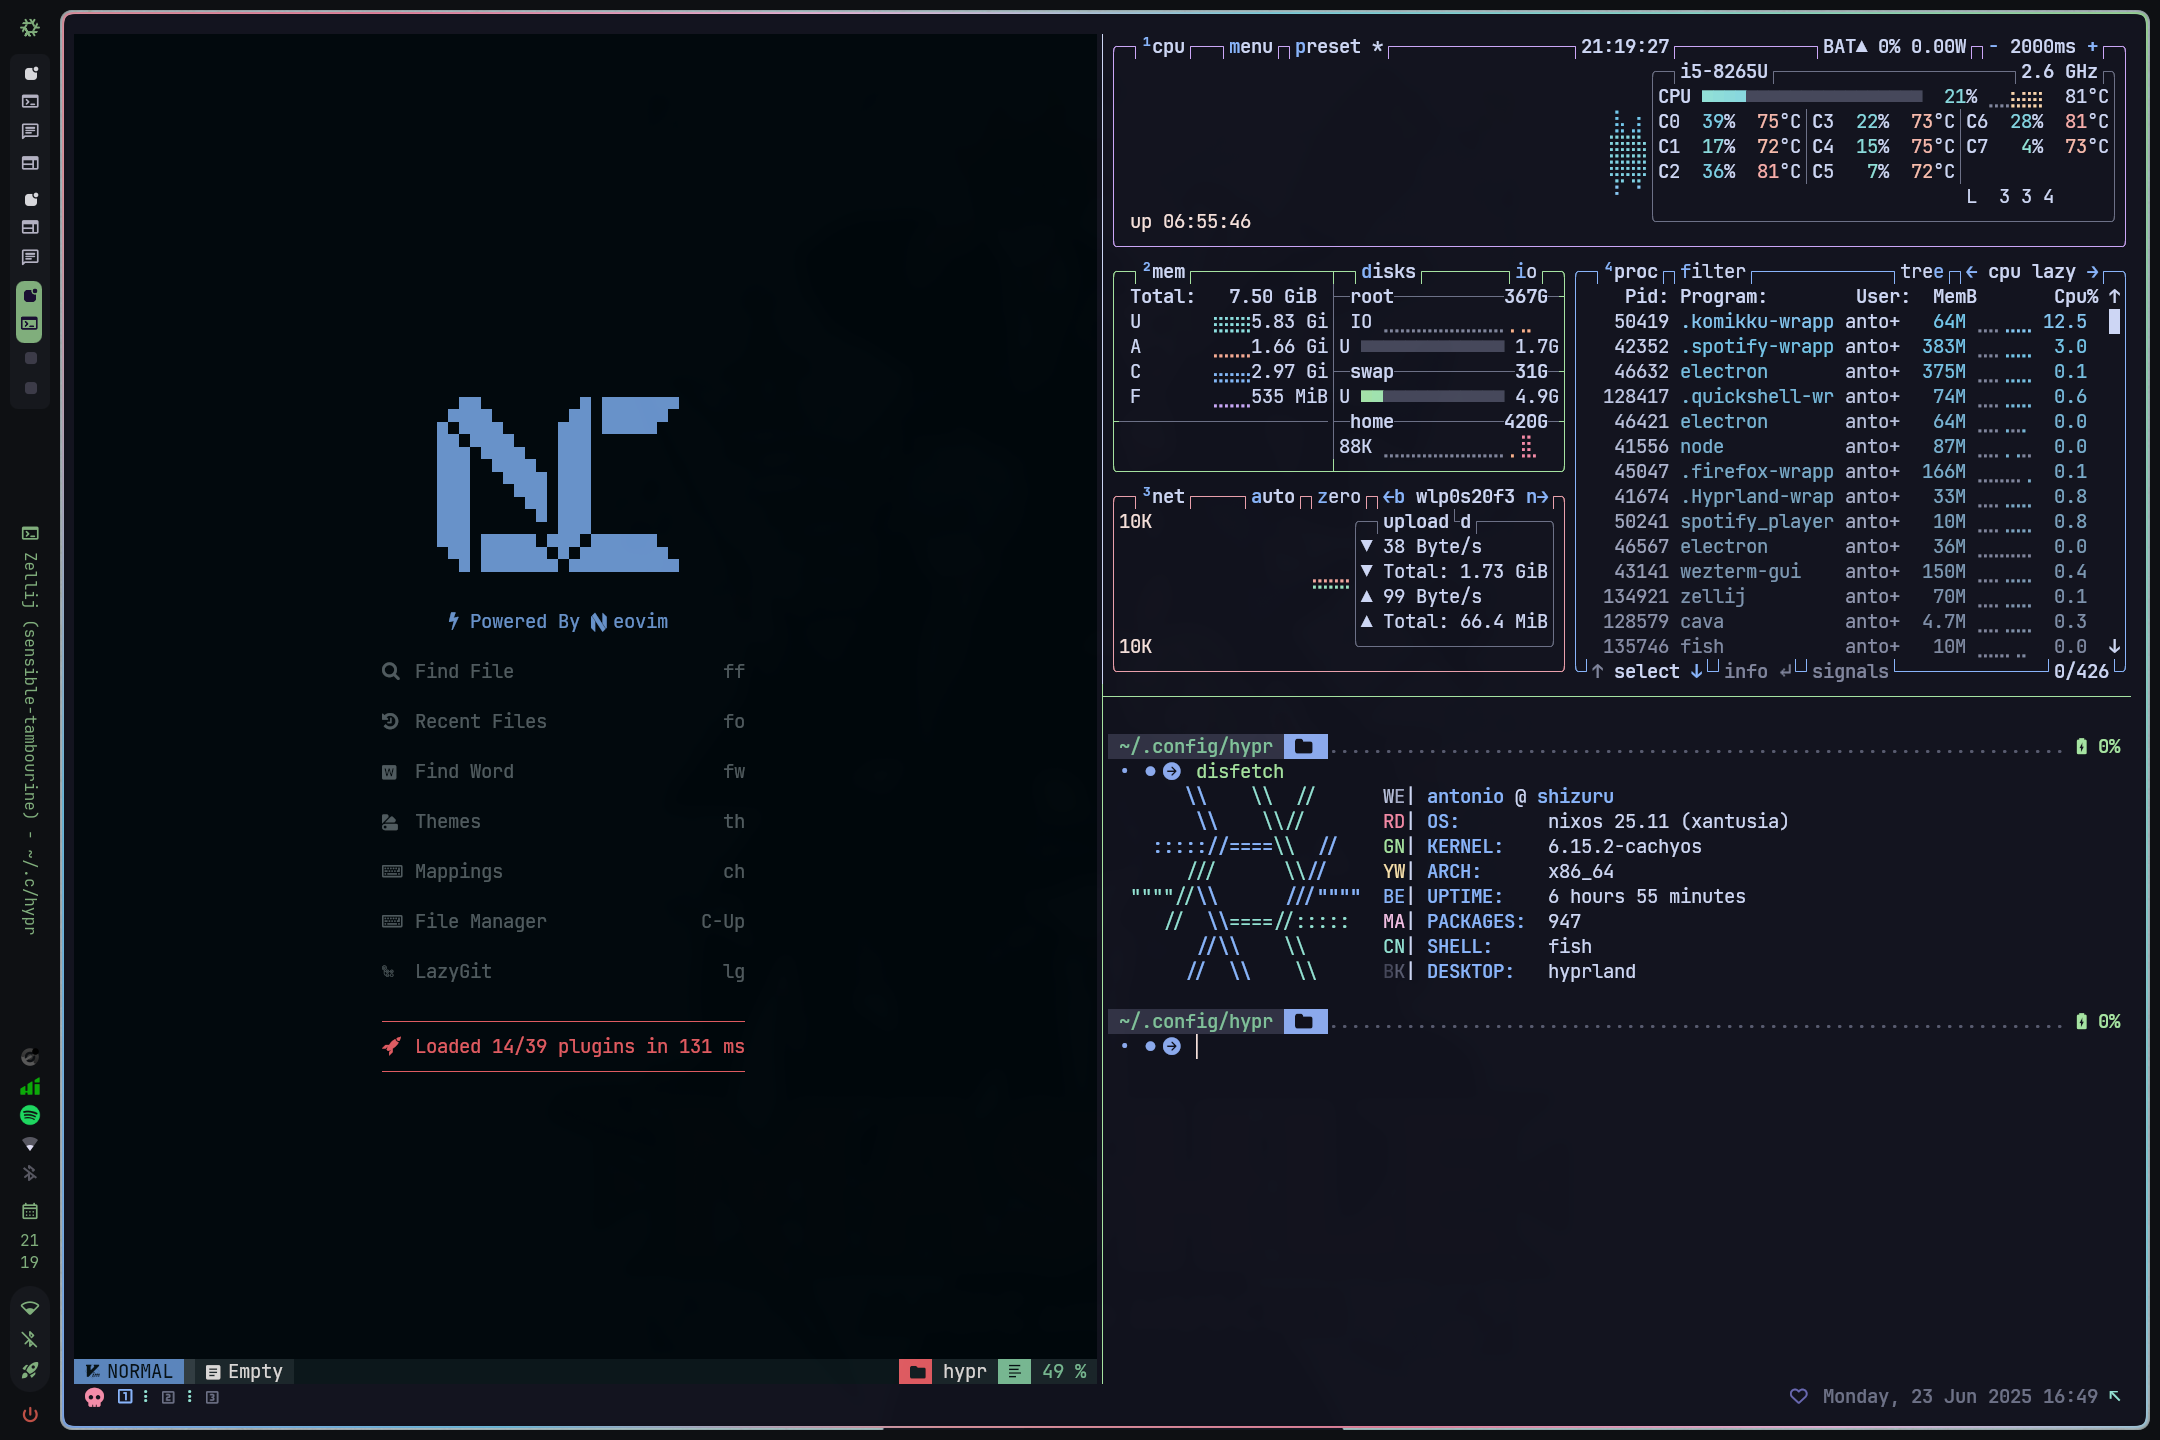 Zellij (sensible-tambourine) - ~/.c/hypr
21
19
Powered By eovim
Find File ff
Recent Files fo
Find Word fw
Themes th
Mappings ch
File Manager C-Up
LazyGit lg
Loaded 14/39 plugins in 131 ms
NORMAL Empty hypr 49 %
1 2 3
1cpu menu preset * 21:19:27 BAT▲ 0% 0.00W - 2000ms +
i5-8265U 2.6 GHz
CPU 21% 81°C
C0 39% 75°C C3 22% 73°C C6 28% 81°C
C1 17% 72°C C4 15% 75°C C7 4% 73°C
C2 36% 81°C C5 7% 72°C
L 3 3 4
up 06:55:46
2mem disks io
Total: 7.50 GiB root 367G
U 5.83 Gi IO
A 1.66 Gi U 1.7G
C 2.97 Gi swap 31G
F 535 MiB U 4.9G
home 420G
88K
3net auto zero ←b wlp0s20f3 n→
10K upload d
▼ 38 Byte/s
▼ Total: 1.73 GiB
▲ 99 Byte/s
▲ Total: 66.4 MiB
10K
4proc filter tree ← cpu lazy →
Pid: Program: User: MemB Cpu% ↑
50419 .komikku-wrapp anto+ 64M 12.5
42352 .spotify-wrapp anto+ 383M 3.0
46632 electron anto+ 375M 0.1
128417 .quickshell-wr anto+ 74M 0.6
46421 electron anto+ 64M 0.0
41556 node anto+ 87M 0.0
45047 .firefox-wrapp anto+ 166M 0.1
41674 .Hyprland-wrap anto+ 33M 0.8
50241 spotify_player anto+ 10M 0.8
46567 electron anto+ 36M 0.0
43141 wezterm-gui anto+ 150M 0.4
134921 zellij anto+ 70M 0.1
128579 cava anto+ 4.7M 0.3
135746 fish anto+ 10M 0.0 ↓
↑ select ↓ info ↵ signals 0/426
~/.config/hypr 0%
disfetch
\\ \\ // WE| antonio @ shizuru
\\ \\// RD| OS: nixos 25.11 (xantusia)
::::://====\\ // GN| KERNEL: 6.15.2-cachyos
/// \\// YW| ARCH: x86_64
""""//\\ ///"""" BE| UPTIME: 6 hours 55 minutes
// \\====//::::: MA| PACKAGES: 947
//\\ \\ CN| SHELL: fish
// \\ \\ BK| DESKTOP: hyprland
~/.config/hypr 0%
Monday, 23 Jun 2025 16:49